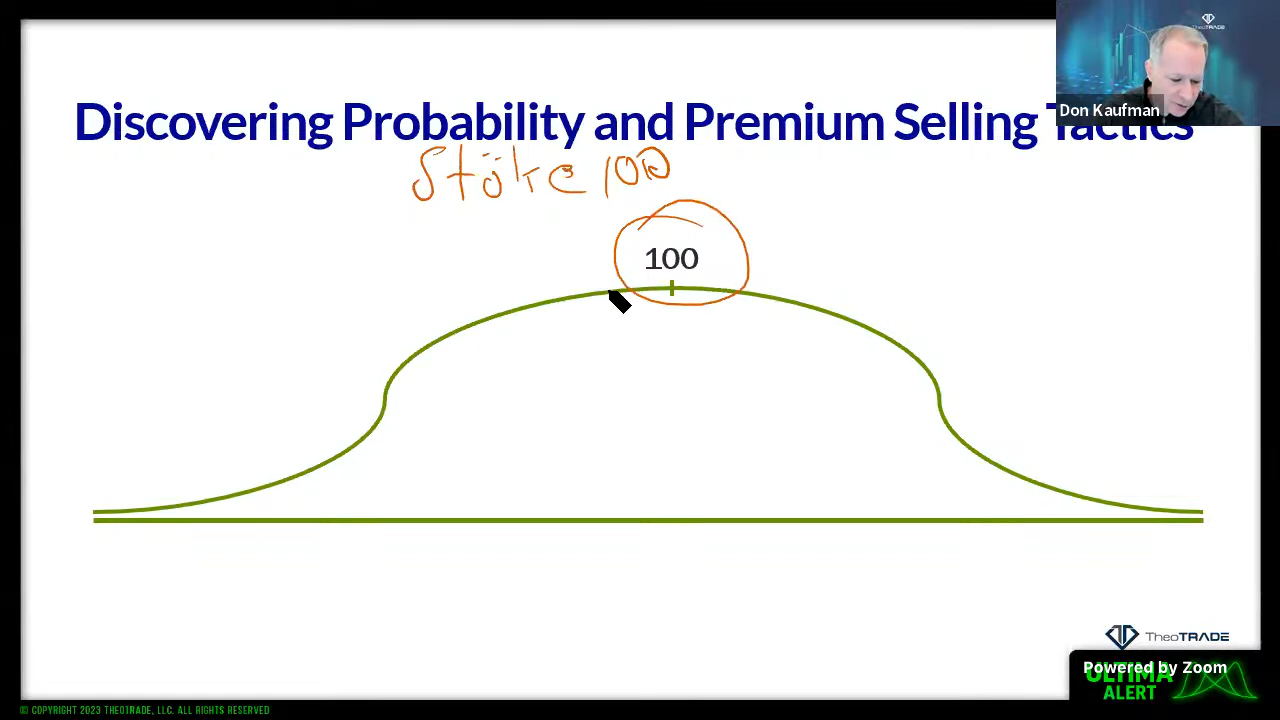 TheoTRADE
Don Kaufman
Discovering Probability and Premium Selling Tactics
100
100
TheoTRADE
Powered by Zoom
ULTIMA
ALERT
© COPYRIGHT 2023 THEOTRADE, LLC. ALL RIGHTS RESERVED